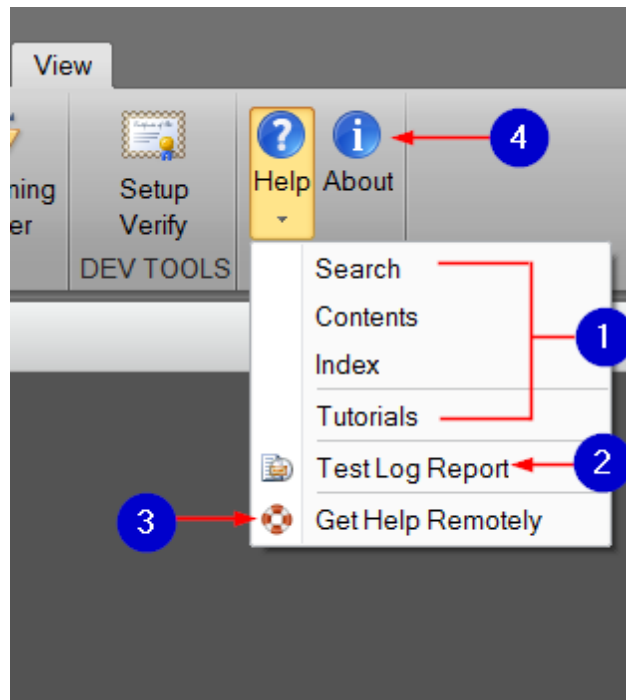 View
ning
er
Setup
Verify
DEV TOOLS
Help
About
4
Search
Contents
Index
Tutorials
1
Test Log Report
2
3
Get Help Remotely